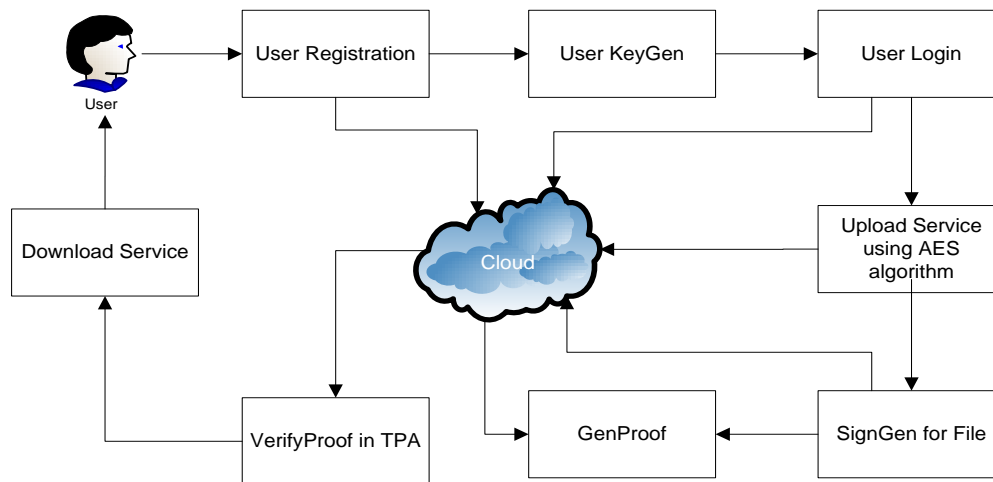 User Registration
User KeyGen
User Login
User
Download Service
Cloud
Upload Service
using AES
algorithm
VerifyProof in TPA
GenProof
SignGen for File